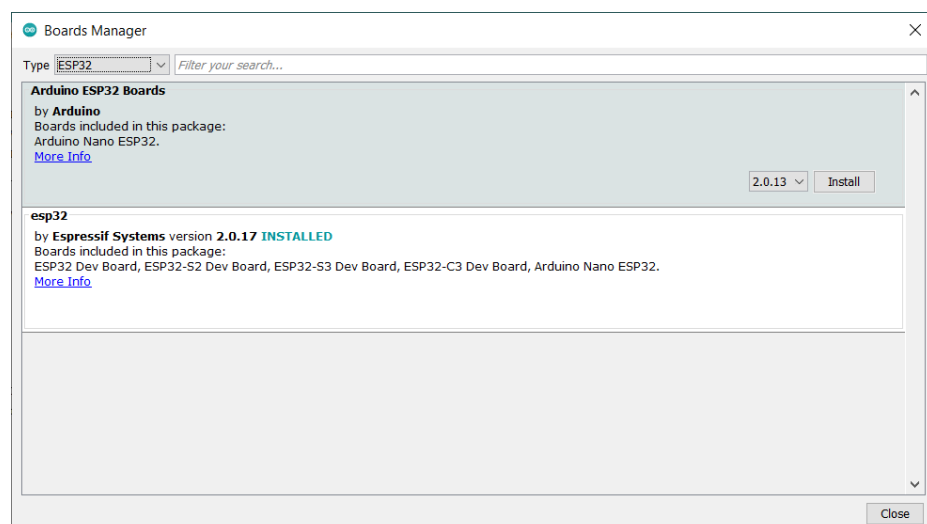 Boards Manager
Type ESP32 Filter your search...
Arduino ESP32 Boards
by Arduino
Boards included in this package:
Arduino Nano ESP32.
More Info
2.0.13 Install
esp32
by Espressif Systems version 2.0.17 INSTALLED
Boards included in this package:
ESP32 Dev Board, ESP32-S2 Dev Board, ESP32-S3 Dev Board, ESP32-C3 Dev Board, Arduino Nano ESP32.
More Info
Close